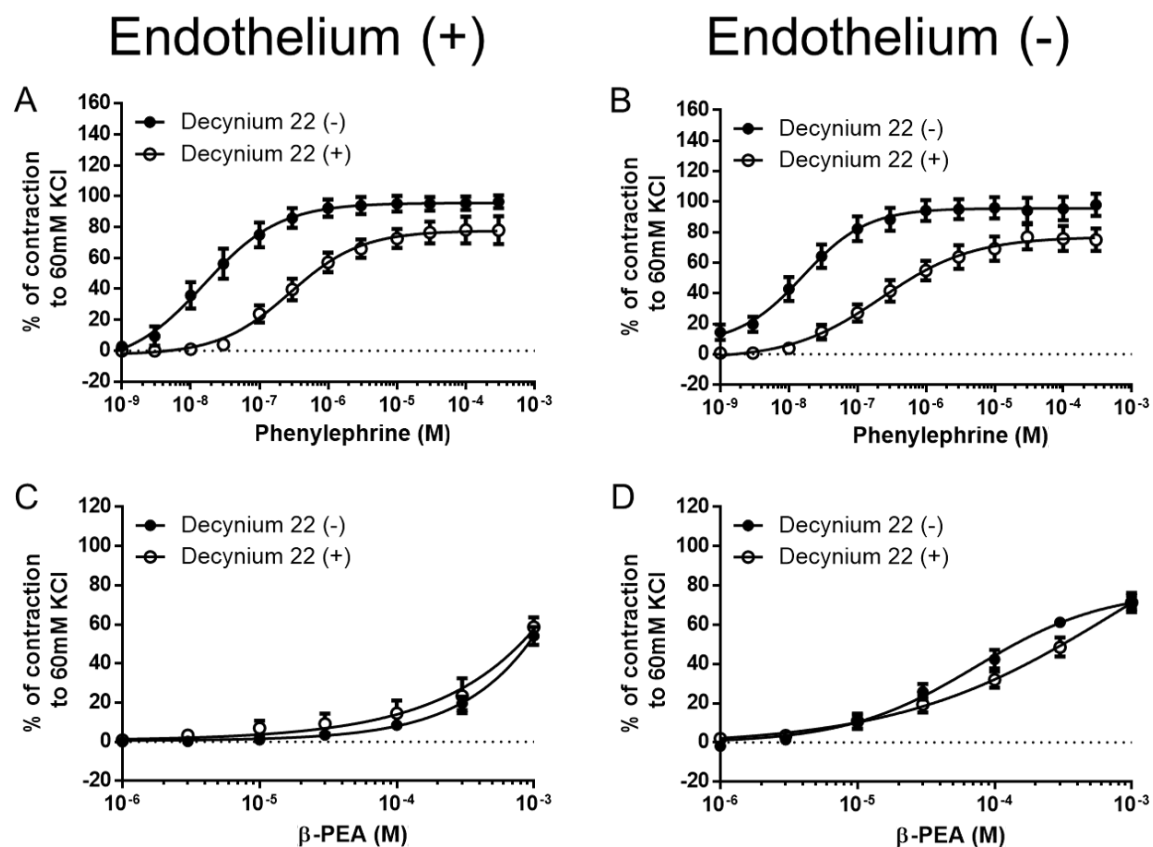 Endothelium (+)
Endothelium (-)
A
Decynium 22 (-)
Decynium 22 (+)
% of contraction
to 60mM KCl
160
140
120
100
80
60
40
20
0
-20
10-9
10-8
10-7
10-6
10-5
10-4
10-3
Phenylephrine (M)
B
Decynium 22 (-)
Decynium 22 (+)
% of contraction
to 60mM KCl
160
140
120
100
80
60
40
20
0
-20
10-9
10-8
10-7
10-6
10-5
10-4
10-3
Phenylephrine (M)
C
Decynium 22 (-)
Decynium 22 (+)
% of contraction
to 60mM KCl
120
100
80
60
40
20
0
-20
10-6
10-5
10-4
10-3
β-PEA (M)
D
Decynium 22 (-)
Decynium 22 (+)
% of contraction
to 60mM KCl
120
100
80
60
40
20
0
-20
10-6
10-5
10-4
10-3
β-PEA (M)